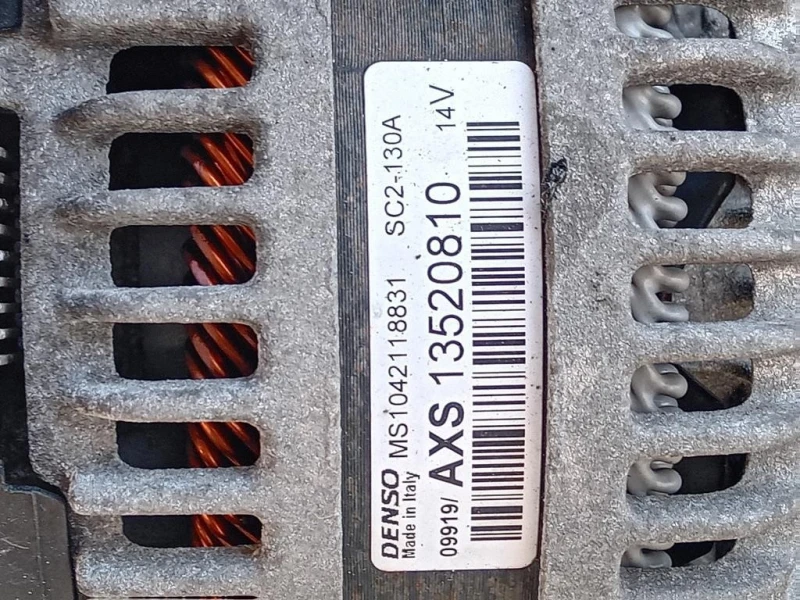 DENSO MS1042118831 SC2-130A 14V
Made in Italy
09919/ AXS 13520810